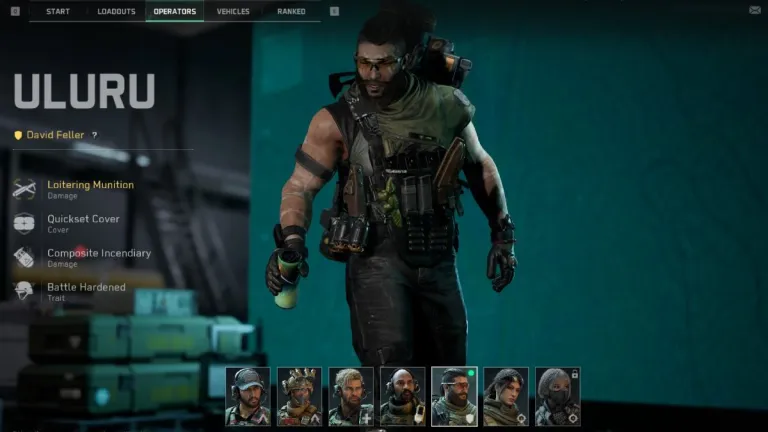 START
LOADOUTS
OPERATORS
VEHICLES
RANKED
ULURU
David Feller ?
Loitering Munition
Damage
Quickset Cover
Cover
Composite Incendiary
Damage
Battle Hardened
Trait